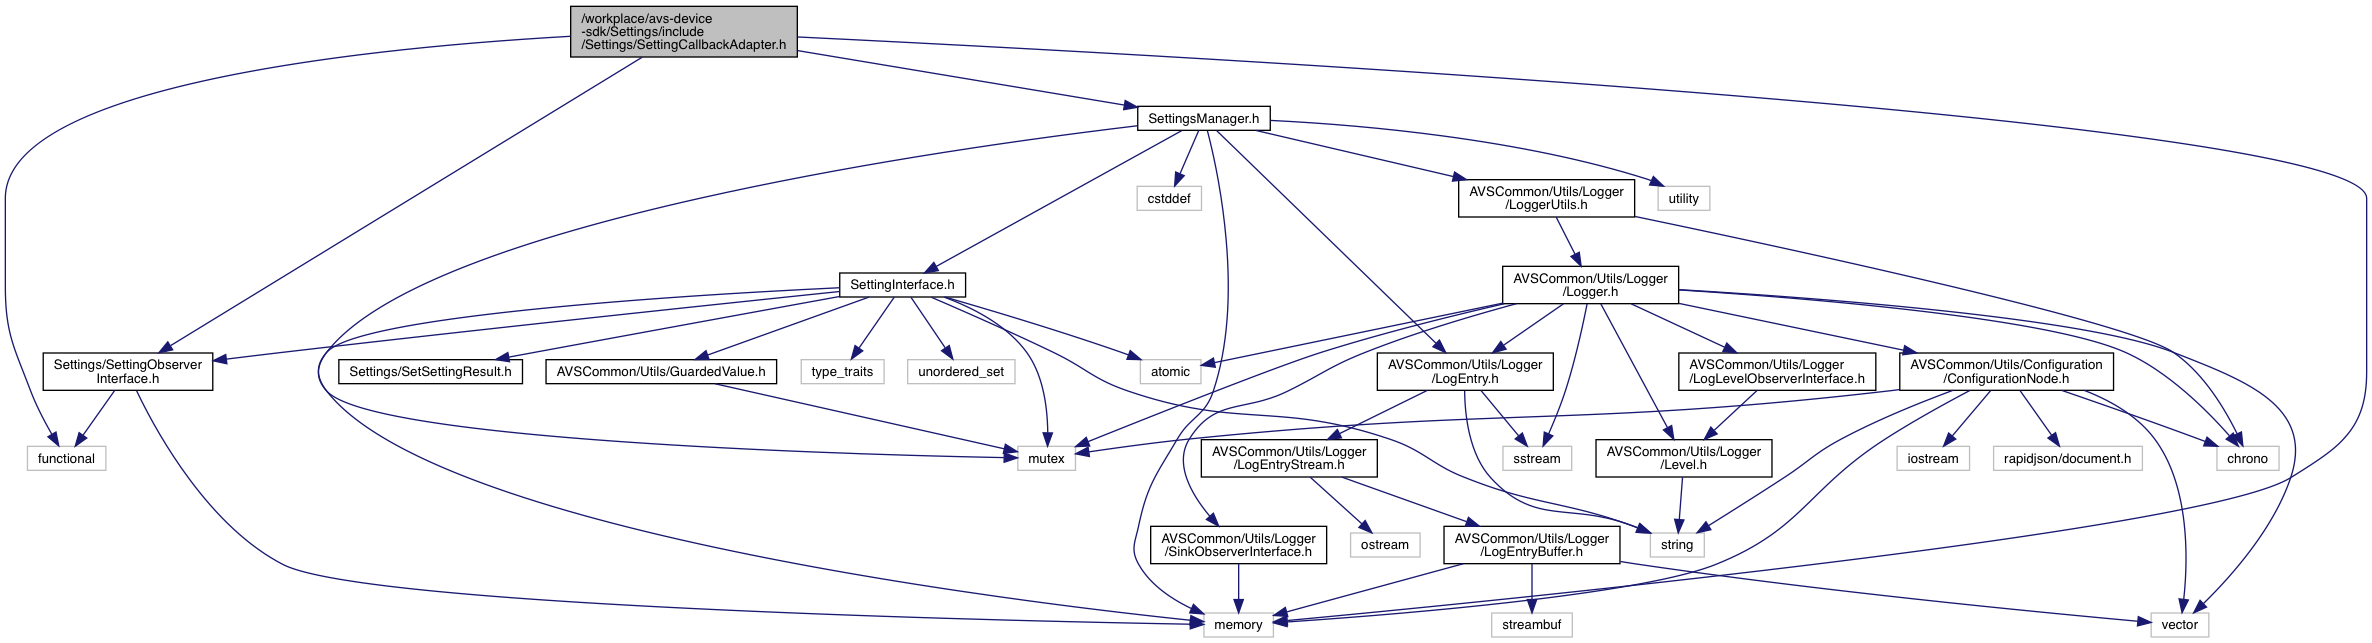 /workplace/avs-device
-sdk/Settings/include
/Settings/SettingCallbackAdapter.h
SettingsManager.h
cstddef
AVSCommon/Utils/Logger
/LoggerUtils.h
utility
SettingInterface.h
AVSCommon/Utils/Logger
/Logger.h
Settings/SettingObserver
Interface.h
Settings/SetSettingResult.h
AVSCommon/Utils/GuardedValue.h
type_traits
unordered_set
atomic
AVSCommon/Utils/Logger
/LogEntry.h
AVSCommon/Utils/Logger
/LogLevelObserverInterface.h
AVSCommon/Utils/Configuration
/ConfigurationNode.h
functional
mutex
AVSCommon/Utils/Logger
/LogEntryStream.h
sstream
AVSCommon/Utils/Logger
/Level.h
iostream
rapidjson/document.h
chrono
AVSCommon/Utils/Logger
/SinkObserverInterface.h
ostream
AVSCommon/Utils/Logger
/LogEntryBuffer.h
string
memory
streambuf
vector